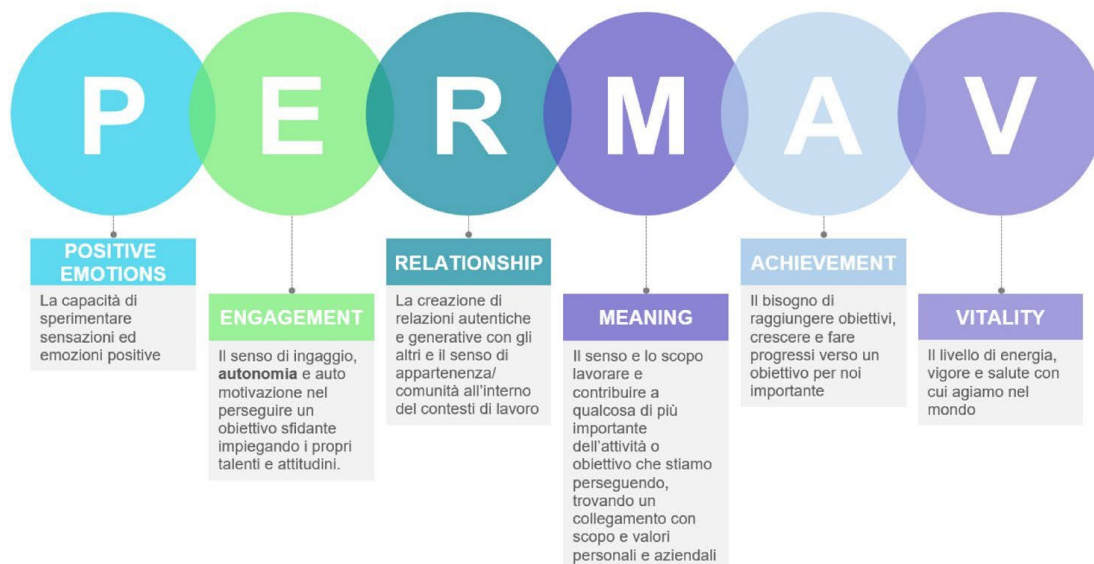 P E R M A V
POSITIVE
EMOTIONS
La capacità di
sperimentare
sensazioni ed
emozioni positive
ENGAGEMENT
Il senso di ingaggio,
autonomia e auto
motivazione nel
perseguire un
obiettivo sfidante
impiegando i propri
talenti e attitudini.
RELATIONSHIP
La creazione di
relazioni autentiche
e generative con gli
altri e il senso di
appartenenza/
comunità all'interno
del contesti di lavoro
MEANING
Il senso e lo scopo
lavorare e
contribuire a
qualcosa di più
importante
dell'attività o
obiettivo che stiamo
perseguendo,
trovando un
collegamento con
scopo e valori
personali e aziendali
ACHIEVEMENT
Il bisogno di
raggiungere obiettivi,
crescere e fare
progressi verso un
obiettivo per noi
importante
VITALITY
Il livello di energia,
vigore e salute con
cui agiamo nel
mondo